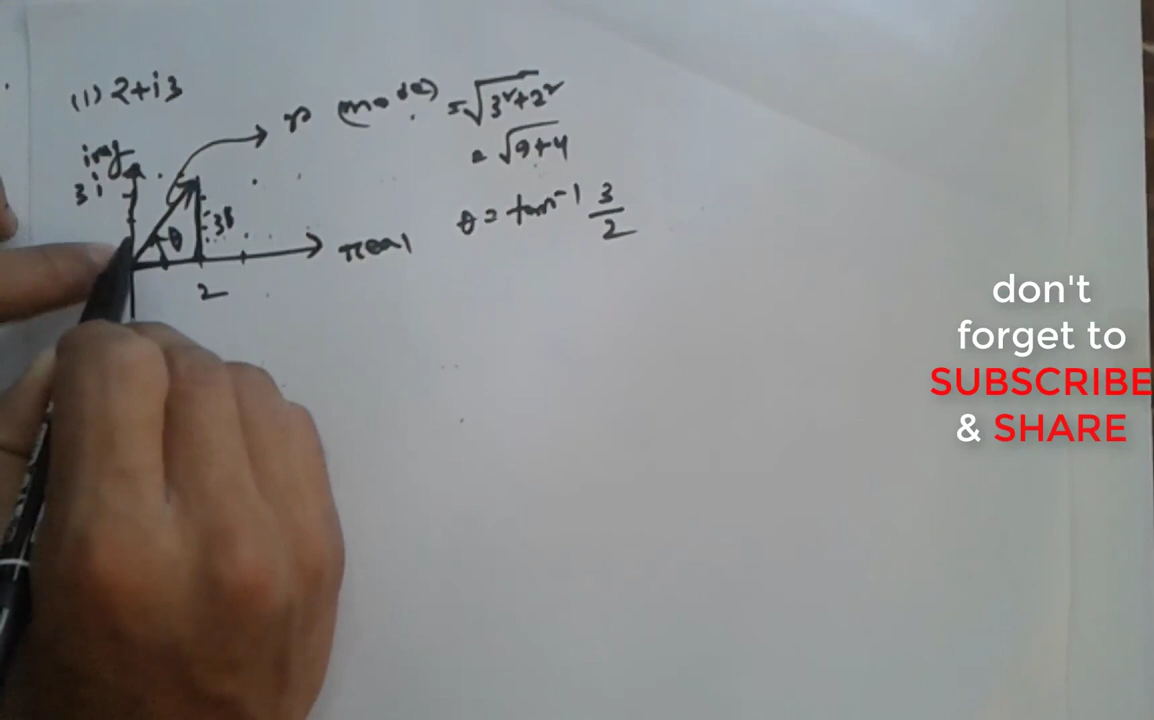 (1) 2+i3
r (mode) = √3²+2²
= √9+4
img
3i
θ = tan⁻¹ 3/2
θ
3i
real
2
don't
forget to
SUBSCRIBE
& SHARE